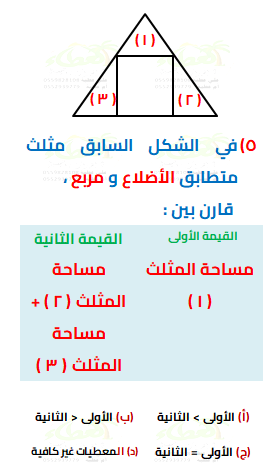 ( ١ )
( ٣ ) ( ٢ )
٥) في الشكل السابق مثلث
متطابق الأضلاع و مربع ،
قارن بين :
القيمة الأولى القيمة الثانية
مساحة المثلث مساحة
( ١ ) المثلث ( ٢ ) +
مساحة
المثلث ( ٣ )
(أ) الأولى > الثانية (ب) الأولى < الثانية
(ج) الأولى = الثانية (د) المعطيات غير كافية